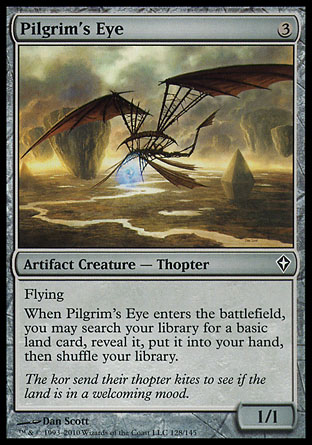 Pilgrim's Eye 3
Artifact Creature — Thopter
Flying
When Pilgrim's Eye enters the battlefield,
you may search your library for a basic
land card, reveal it, put it into your hand,
then shuffle your library.
The kor send their thopter kites to see if the
land is in a welcoming mood.
Dan Scott
™ & © 1993-2010 Wizards of the Coast LLC 128/145
1/1